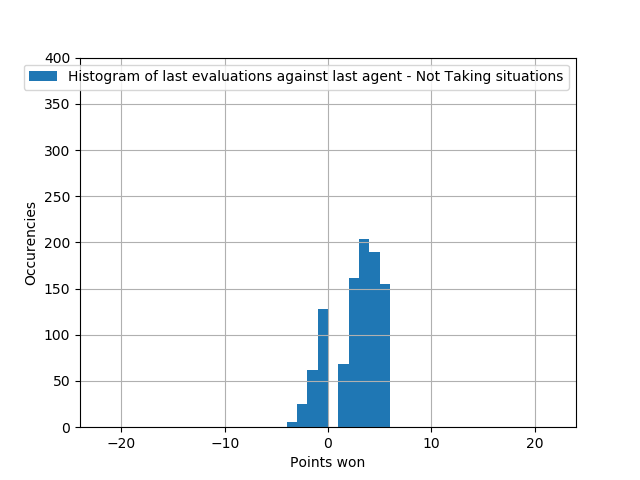 Histogram of last evaluations against last agent - Not Taking situations
400
350
300
250
200
150
100
50
0
Occurencies
−20 −10 0 10 20
Points won